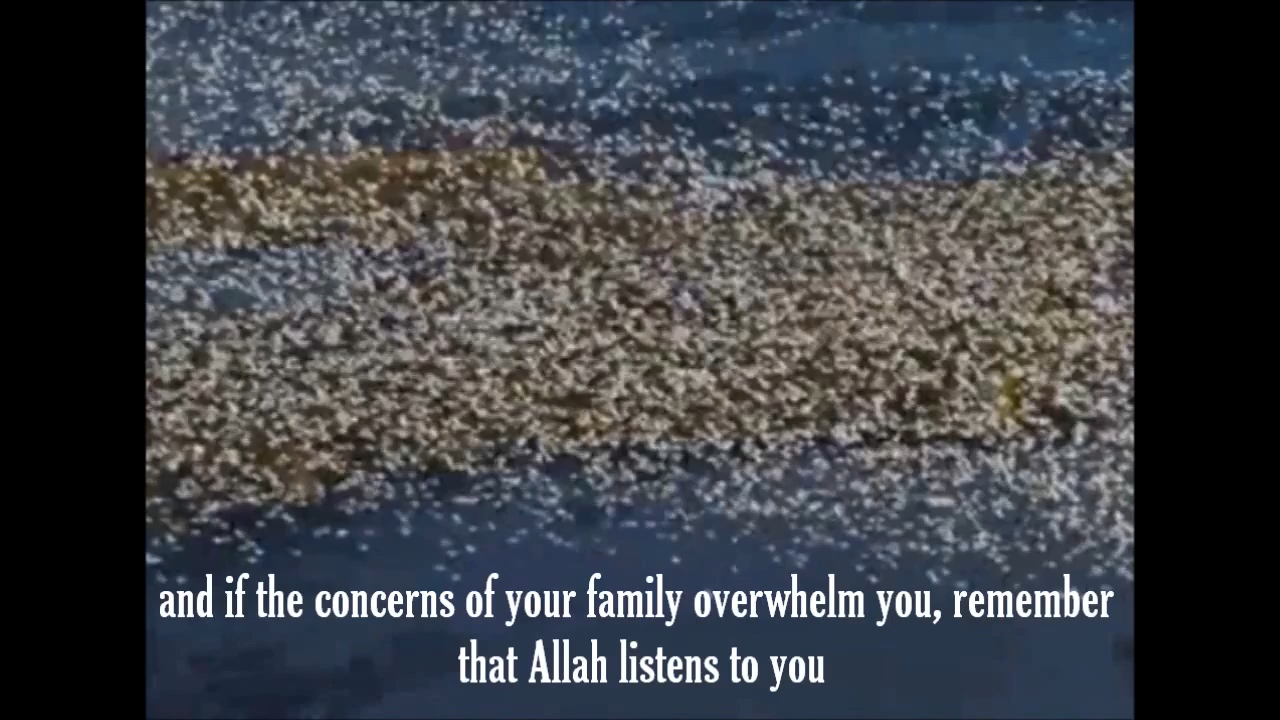 and if the concerns of your family overwhelm you, remember
that Allah listens to you